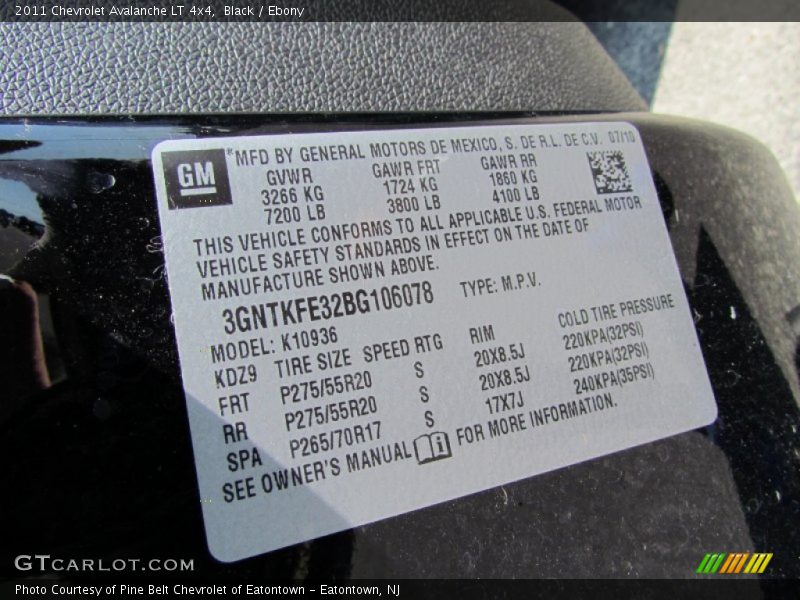 2011 Chevrolet Avalanche LT 4x4, Black / Ebony
GM
*MFD BY GENERAL MOTORS DE MEXICO, S. DE R.L. DE C.V. 07/10
GVWR GAWR FRT GAWR RR
3266 KG 1724 KG 1860 KG
7200 LB 3800 LB 4100 LB
THIS VEHICLE CONFORMS TO ALL APPLICABLE U.S. FEDERAL MOTOR
VEHICLE SAFETY STANDARDS IN EFFECT ON THE DATE OF
MANUFACTURE SHOWN ABOVE.
3GNTKFE32BG106078 TYPE: M.P.V.
MODEL: K10936
KDZ9 TIRE SIZE SPEED RTG RIM COLD TIRE PRESSURE
FRT P275/55R20 S 20X8.5J 220KPA(32PSI)
RR P275/55R20 S 20X8.5J 220KPA(32PSI)
SPA P265/70R17 S 17X7J 240KPA(35PSI)
SEE OWNER'S MANUAL FOR MORE INFORMATION.
GTCARLOT.COM
Photo Courtesy of Pine Belt Chevrolet of Eatontown – Eatontown, NJ